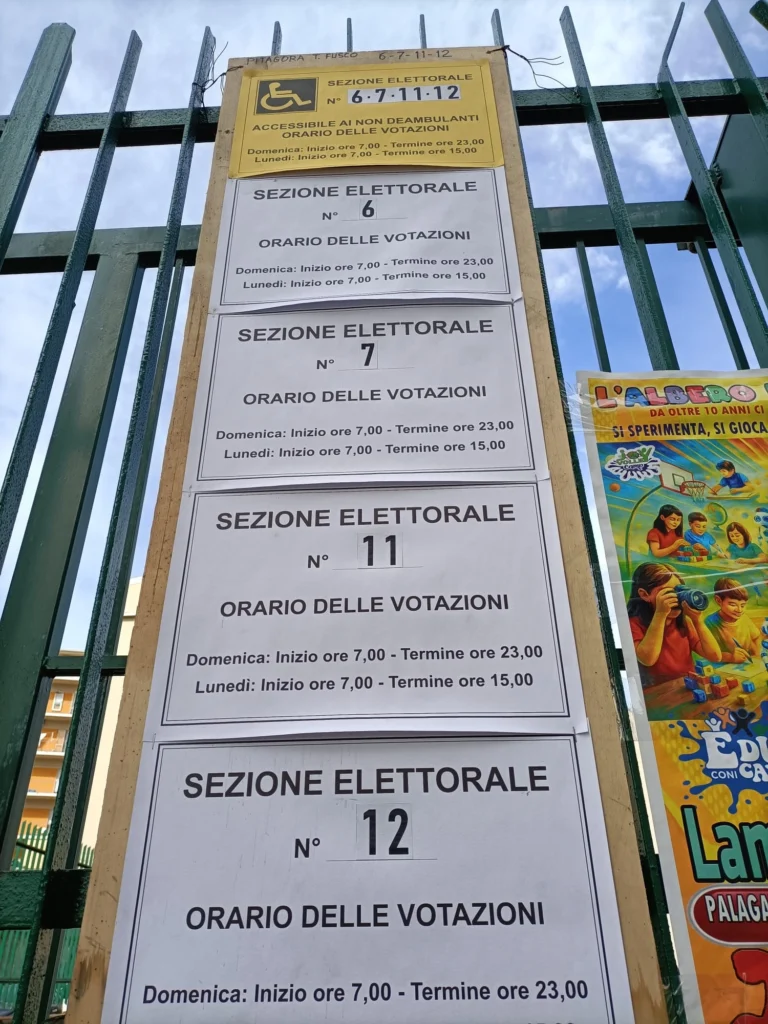 PITAGORA T. FUSCO 6-7-11-12
SEZIONE ELETTORALE
N° 6·7·11·12
ACCESSIBILE AI NON DEAMBULANTI
ORARIO DELLE VOTAZIONI
Domenica: Inizio ore 7,00 - Termine ore 23,00
Lunedì: Inizio ore 7,00 - Termine ore 15,00
SEZIONE ELETTORALE
N° 6
ORARIO DELLE VOTAZIONI
Domenica: Inizio ore 7,00 - Termine ore 23,00
Lunedì: Inizio ore 7,00 - Termine ore 15,00
SEZIONE ELETTORALE
N° 7
ORARIO DELLE VOTAZIONI
Domenica: Inizio ore 7,00 - Termine ore 23,00
Lunedì: Inizio ore 7,00 - Termine ore 15,00
SEZIONE ELETTORALE
N° 11
ORARIO DELLE VOTAZIONI
Domenica: Inizio ore 7,00 - Termine ore 23,00
Lunedì: Inizio ore 7,00 - Termine ore 15,00
SEZIONE ELETTORALE
N° 12
ORARIO DELLE VOTAZIONI
Domenica: Inizio ore 7,00 - Termine ore 23,00
L'ALBERO
DA OLTRE 10 ANNI CI
SI SPERIMENTA, SI GIOCA
JOY
VOLLEY
EDU
CONI CA
Lam
PALAGA